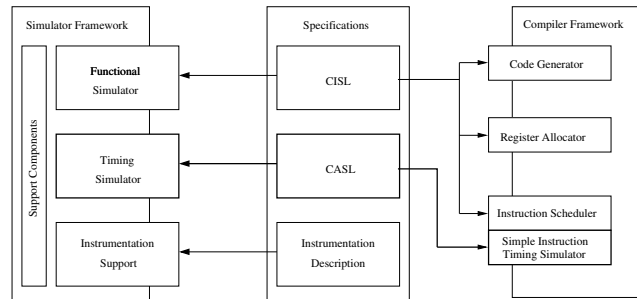 Simulator Framework
Specifications
Compiler Framework
Support Components
Functional
Simulator
CISL
Code Generator
Timing
Simulator
CASL
Register Allocator
Instruction Scheduler
Instrumentation
Support
Instrumentation
Description
Simple Instruction
Timing Simulator